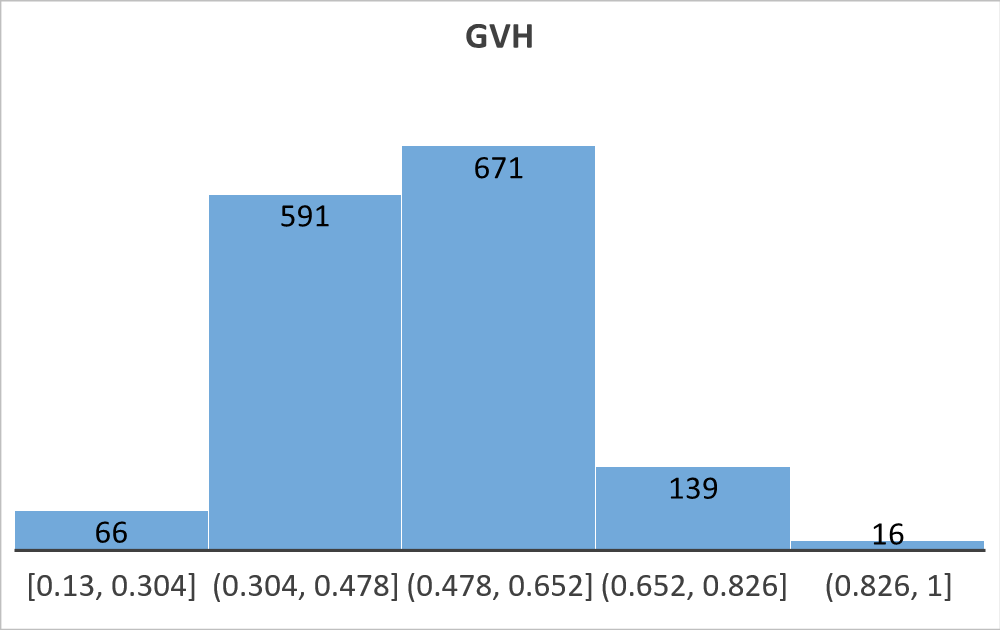 GVH
671
591
139
66
16
[0.13, 0.304] (0.304, 0.478] (0.478, 0.652] (0.652, 0.826] (0.826, 1]